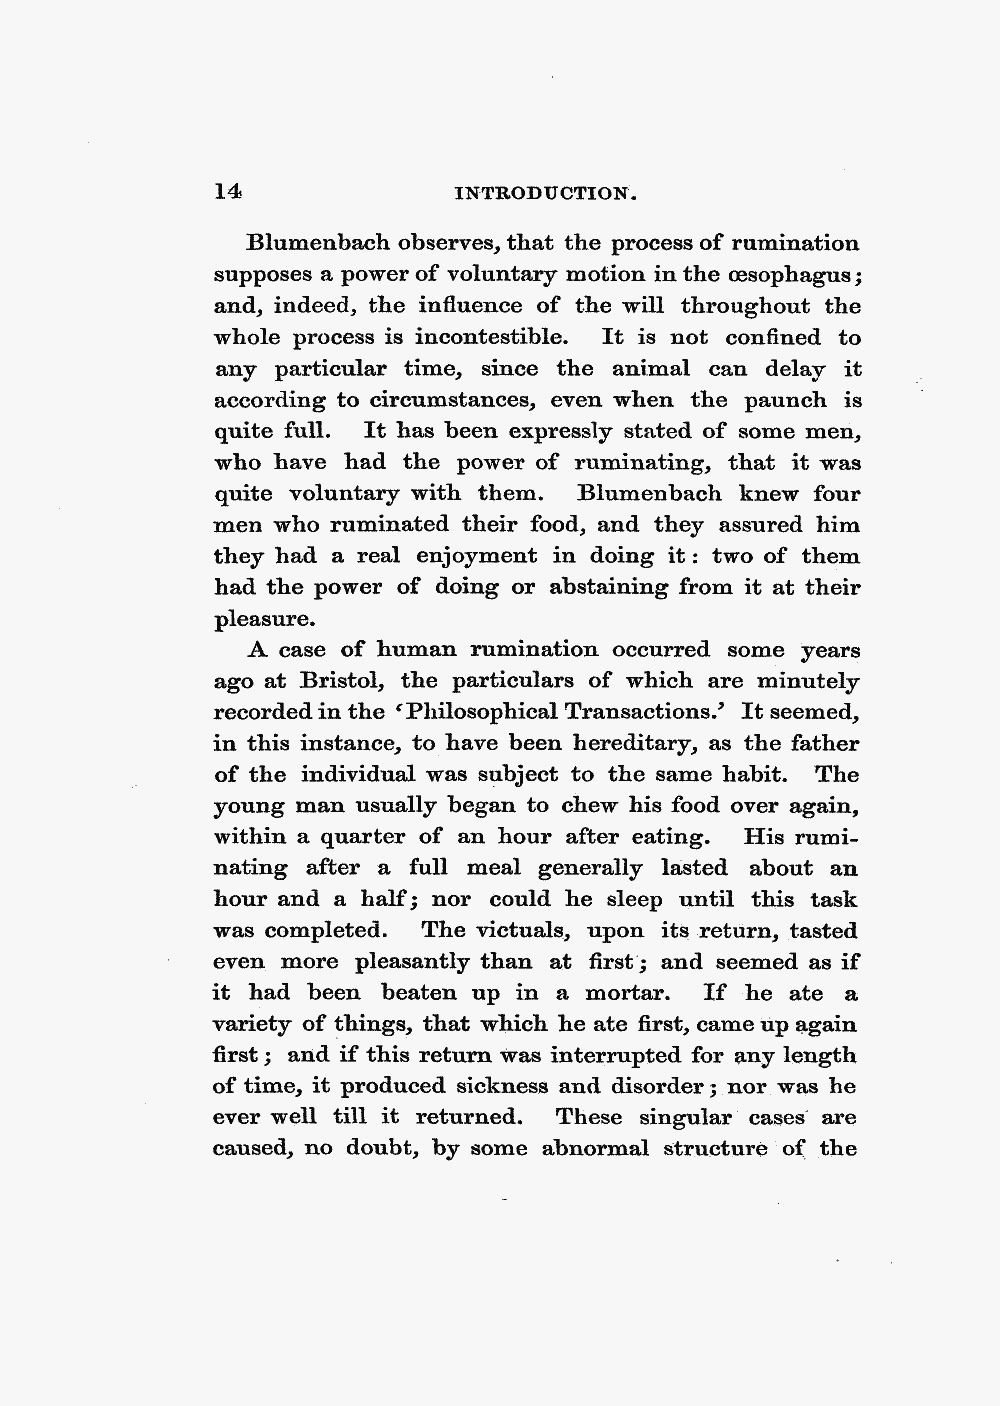 14 INTRODUCTION.
Blumenbach observes, that the process of rumination
supposes a power of voluntary motion in the œsophagus;
and, indeed, the influence of the will throughout the
whole process is incontestible. It is not confined to
any particular time, since the animal can delay it
according to circumstances, even when the paunch is
quite full. It has been expressly stated of some men,
who have had the power of ruminating, that it was
quite voluntary with them. Blumenbach knew four
men who ruminated their food, and they assured him
they had a real enjoyment in doing it: two of them
had the power of doing or abstaining from it at their
pleasure.
A case of human rumination occurred some years
ago at Bristol, the particulars of which are minutely
recorded in the ‘Philosophical Transactions.’ It seemed,
in this instance, to have been hereditary, as the father
of the individual was subject to the same habit. The
young man usually began to chew his food over again,
within a quarter of an hour after eating. His rumi-
nating after a full meal generally lasted about an
hour and a half; nor could he sleep until this task
was completed. The victuals, upon its return, tasted
even more pleasantly than at first; and seemed as if
it had been beaten up in a mortar. If he ate a
variety of things, that which he ate first, came up again
first; and if this return was interrupted for any length
of time, it produced sickness and disorder; nor was he
ever well till it returned. These singular cases are
caused, no doubt, by some abnormal structure of the